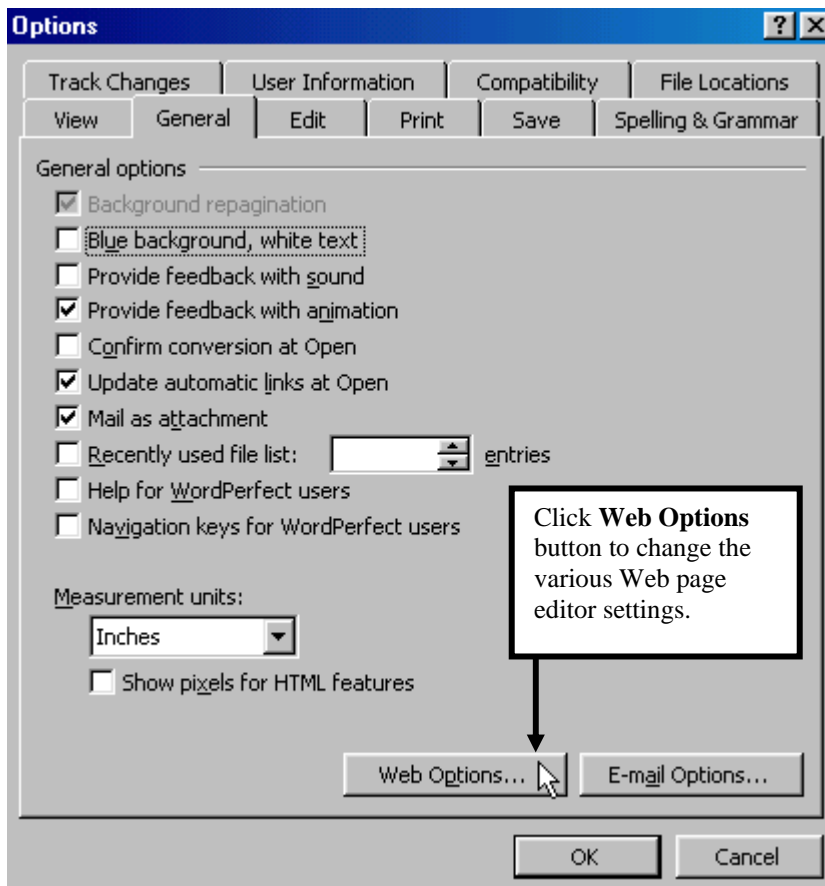 Options
Track Changes User Information Compatibility File Locations
View General Edit Print Save Spelling & Grammar
General options
Background repagination
Blue background, white text
Provide feedback with sound
Provide feedback with animation
Confirm conversion at Open
Update automatic links at Open
Mail as attachment
Recently used file list: entries
Help for WordPerfect users
Navigation keys for WordPerfect users
Click Web Options
button to change the
various Web page
editor settings.
Measurement units:
Inches
Show pixels for HTML features
Web Options... E-mail Options...
OK Cancel